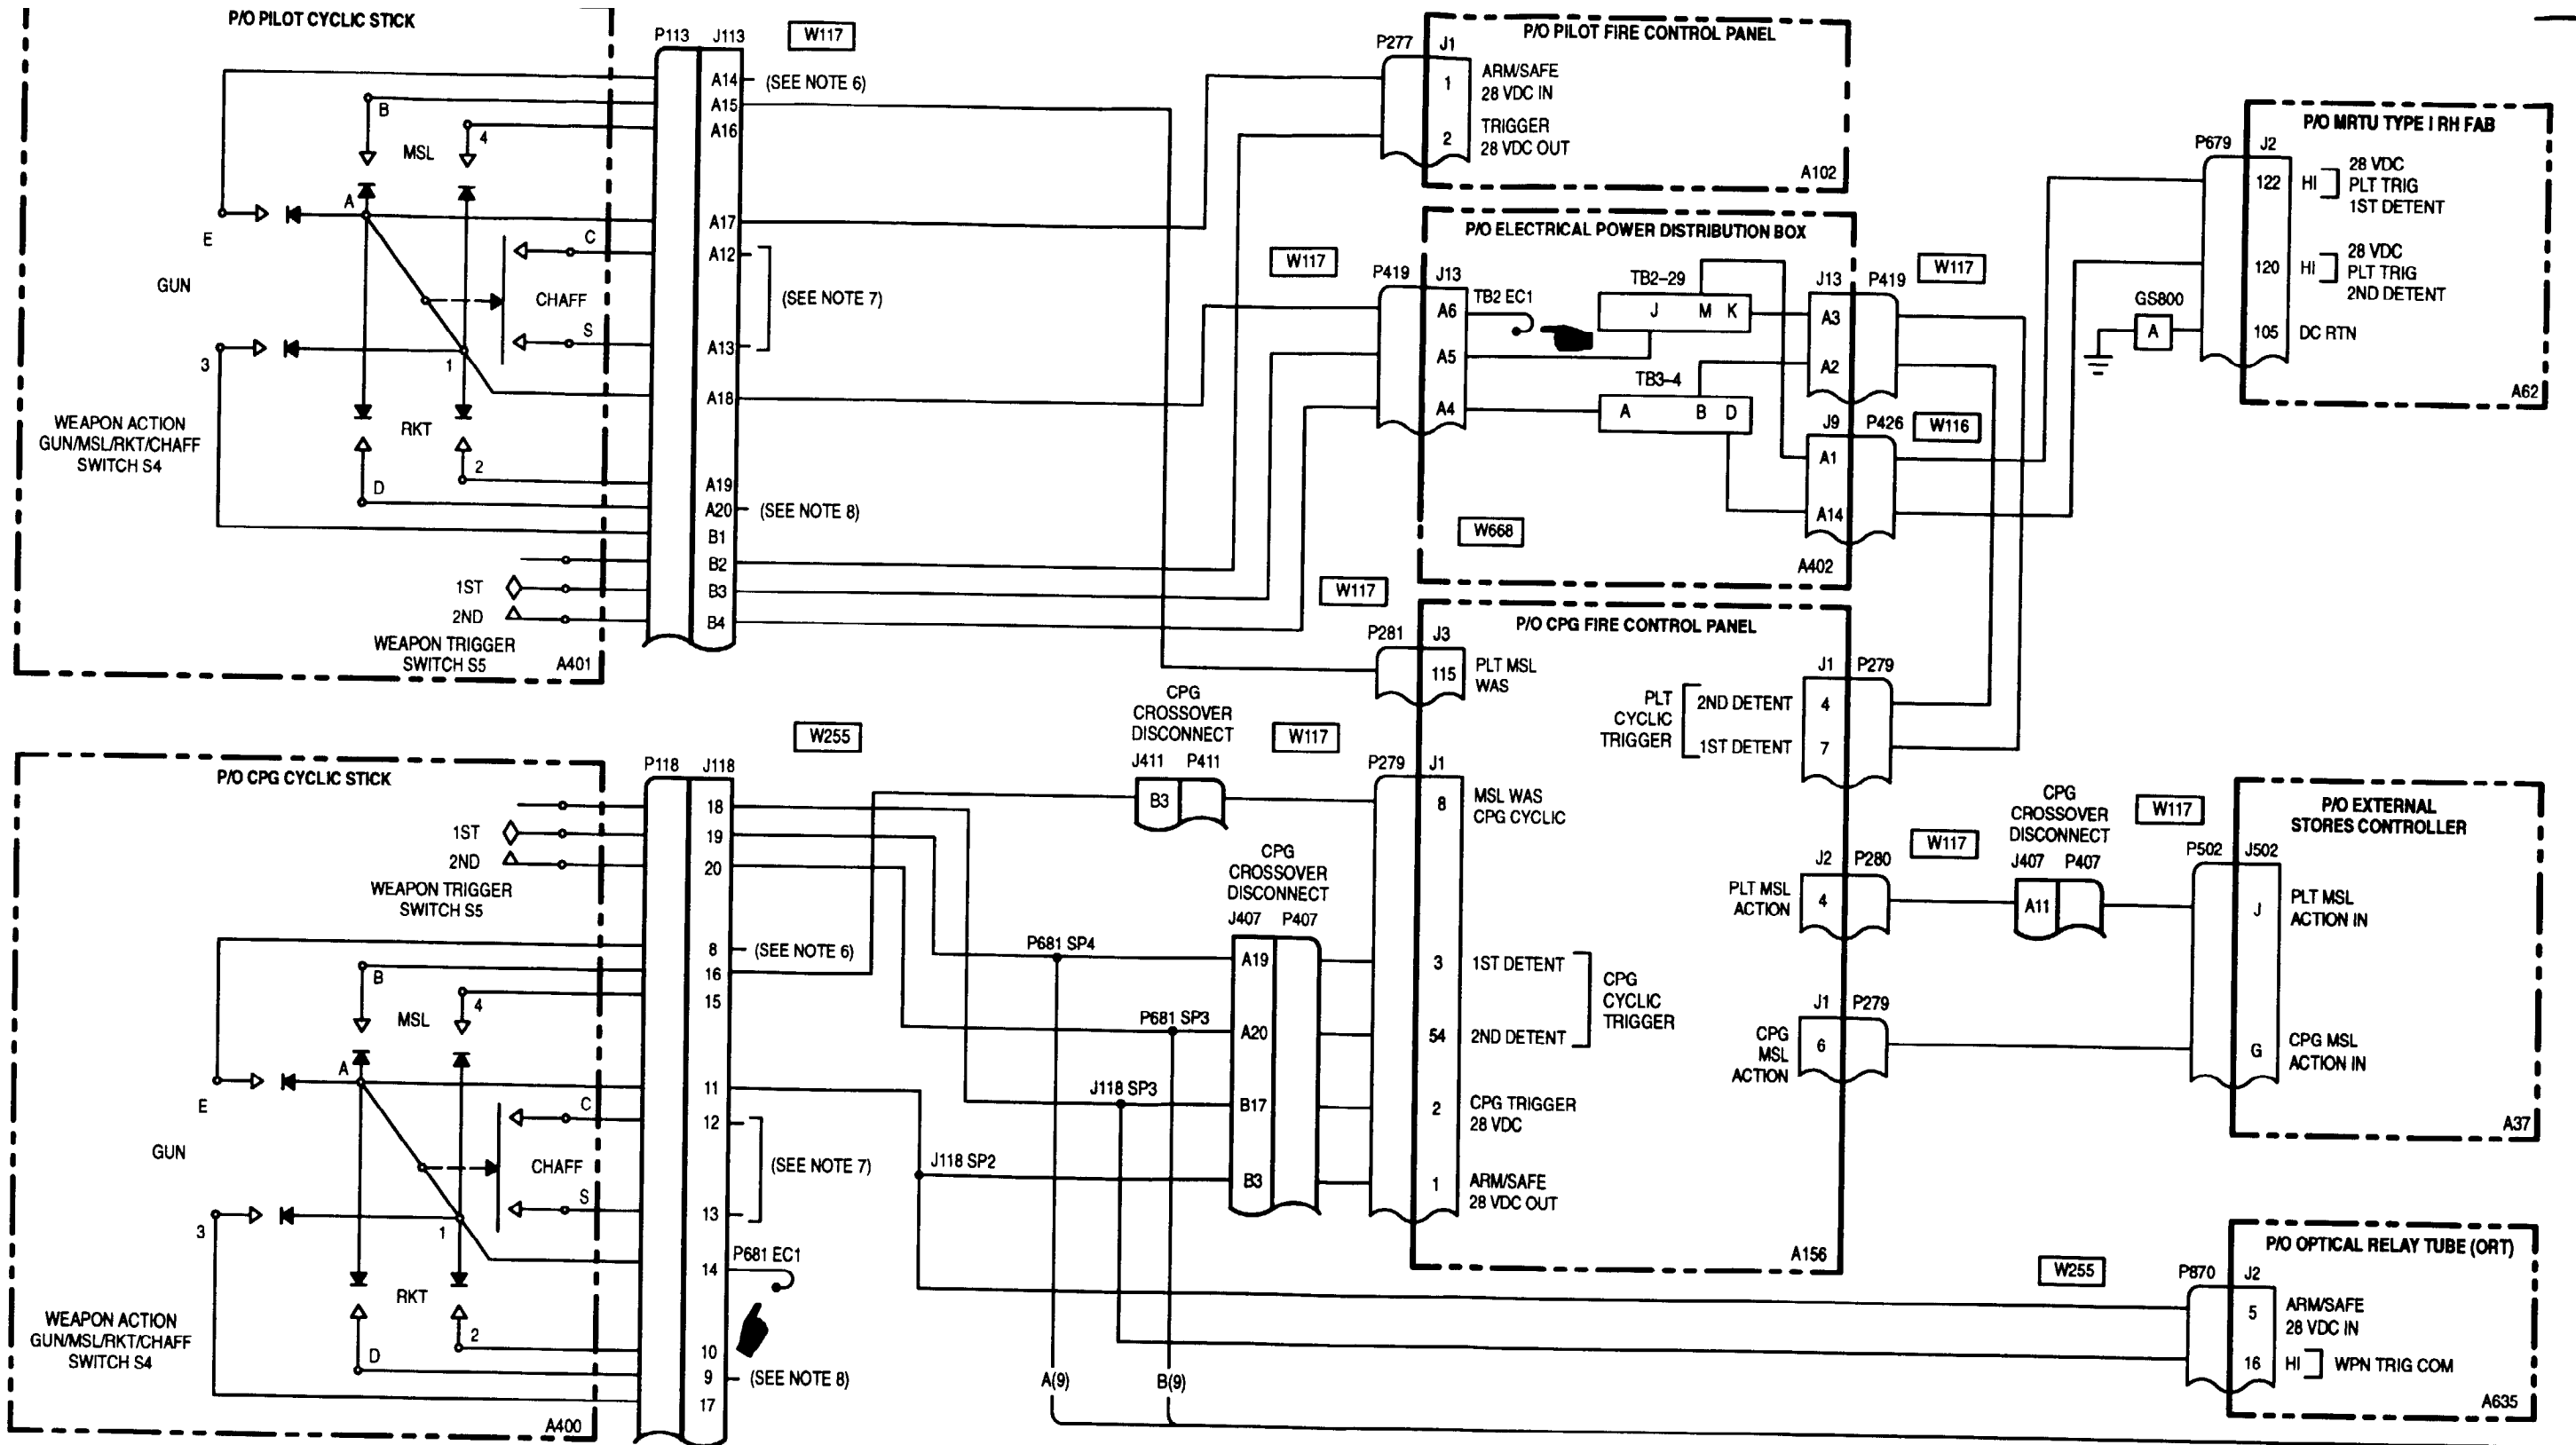 P/O PILOT CYCLIC STICK
P113
J113
W117
A14
(SEE NOTE 6)
A15
A16
B
4
MSL
A
E
GUN
A17
C
A12
CHAFF
(SEE NOTE 7)
S
A13
3
1
A18
WEAPON ACTION
GUN/MSL/RKT/CHAFF
SWITCH S4
RKT
2
D
A19
A20
(SEE NOTE 8)
B1
B2
1ST
B3
2ND
B4
WEAPON TRIGGER
SWITCH S5
A401
P/O PILOT FIRE CONTROL PANEL
P277
J1
1
ARM/SAFE
28 VDC IN
2
TRIGGER
28 VDC OUT
A102
P/O ELECTRICAL POWER DISTRIBUTION BOX
W117
P419
J13
A6
TB2 EC1
A5
A4
TB2-29
J
M
K
TB3-4
A
B
D
J13
P419
W117
A3
A2
J9
P426
W116
A1
A14
W668
A402
P/O MRTU TYPE I RH FAB
P679
J2
122
HI
28 VDC
PLT TRIG
1ST DETENT
120
HI
28 VDC
PLT TRIG
2ND DETENT
GS800
A
105
DC RTN
A62
W117
P/O CPG FIRE CONTROL PANEL
P281
J3
115
PLT MSL
WAS
J1
P279
PLT
CYCLIC
TRIGGER
2ND DETENT
4
1ST DETENT
7
P/O CPG CYCLIC STICK
P118
J118
W255
18
1ST
19
2ND
20
WEAPON TRIGGER
SWITCH S5
8
(SEE NOTE 6)
16
15
B
4
MSL
A
E
GUN
11
C
12
CHAFF
(SEE NOTE 7)
S
13
3
1
P681 EC1
14
RKT
WEAPON ACTION
GUN/MSL/RKT/CHAFF
SWITCH S4
2
D
10
9
(SEE NOTE 8)
17
A400
CPG
CROSSOVER
DISCONNECT
J411
P411
B3
W117
P279
J1
8
MSL WAS
CPG CYCLIC
CPG
CROSSOVER
DISCONNECT
J407
P407
P681 SP4
A19
3
1ST DETENT
P681 SP3
A20
54
2ND DETENT
CPG
CYCLIC
TRIGGER
J118 SP3
B17
2
CPG TRIGGER
28 VDC
J118 SP2
B3
1
ARM/SAFE
28 VDC OUT
A(9)
B(9)
J2
P280
W117
PLT MSL
ACTION
4
J1
P279
CPG
MSL
ACTION
6
A156
CPG
CROSSOVER
DISCONNECT
J407
P407
A11
W117
P/O EXTERNAL
STORES CONTROLLER
P502
J502
J
PLT MSL
ACTION IN
G
CPG MSL
ACTION IN
A37
P/O OPTICAL RELAY TUBE (ORT)
W255
P870
J2
5
ARM/SAFE
28 VDC IN
16
HI
WPN TRIG COM
A635